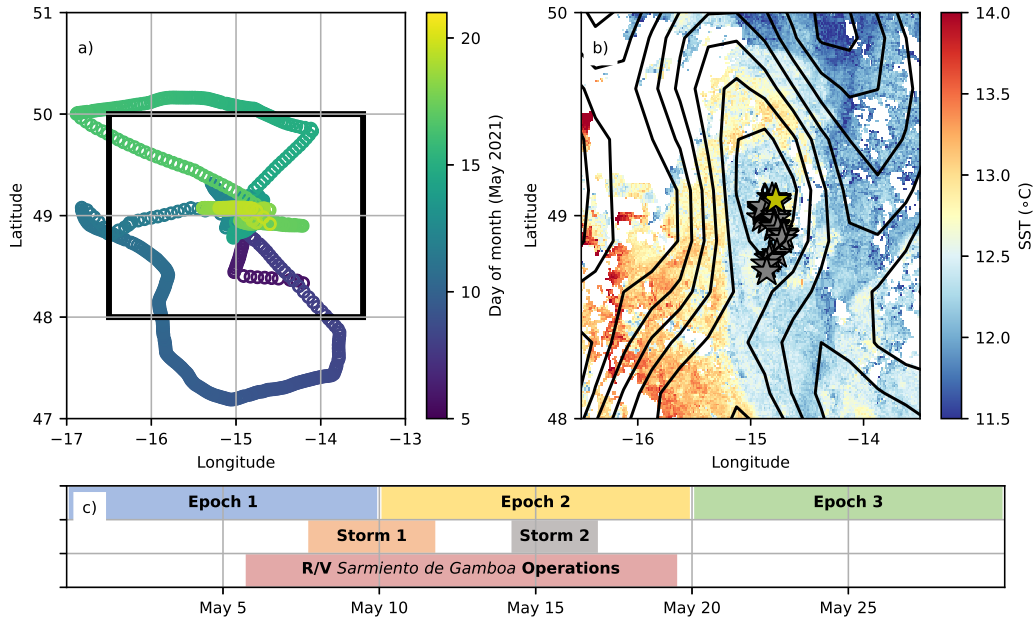 a)
51
50
49
48
47
−17
−16
−15
−14
−13
Longitude
Latitude
20
15
10
5
Day of month (May 2021)
b)
50
49
48
−16
−15
−14
Longitude
Latitude
14.0
13.5
13.0
12.5
12.0
11.5
SST (∘C)
c)
Epoch 1
Epoch 2
Epoch 3
Storm 1
Storm 2
R/V Sarmiento de Gamboa Operations
May 5
May 10
May 15
May 20
May 25